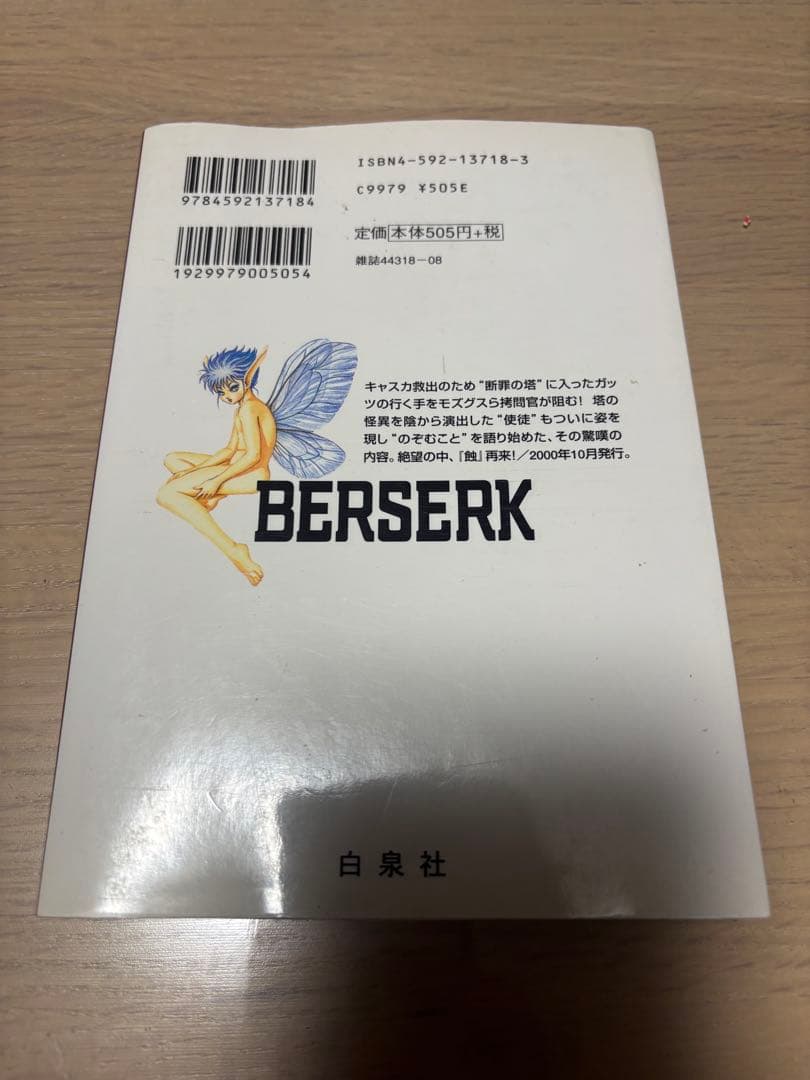 ISBN4-592-13718-3
9784592137184
C9979 ¥505E
定価 本体505円+税
1929979005054
雑誌44318-08
キャスカ救出のため“断罪の塔”に入ったガッ
ツの行く手をモズグスら拷問官が阻む！塔の
怪異を陰から演出した“使徒”もついに姿を
現し“のぞむこと”を語り始めた、その驚嘆の
内容。絶望の中、『蝕』再来！／2000年10月発行。
BERSERK
白泉社